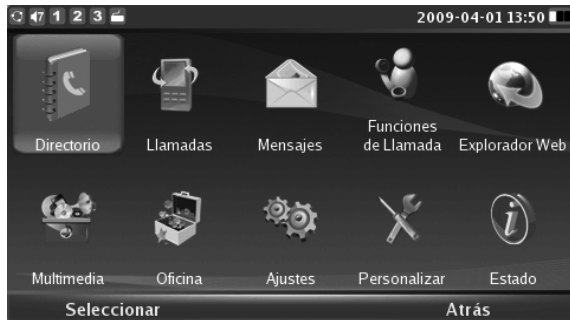 47 1 2 3 2009-04-01 13:50
Directorio Llamadas Mensajes Funciones de Llamada Explorador Web
Multimedia Oficina Ajustes Personalizar Estado
Seleccionar Atrás